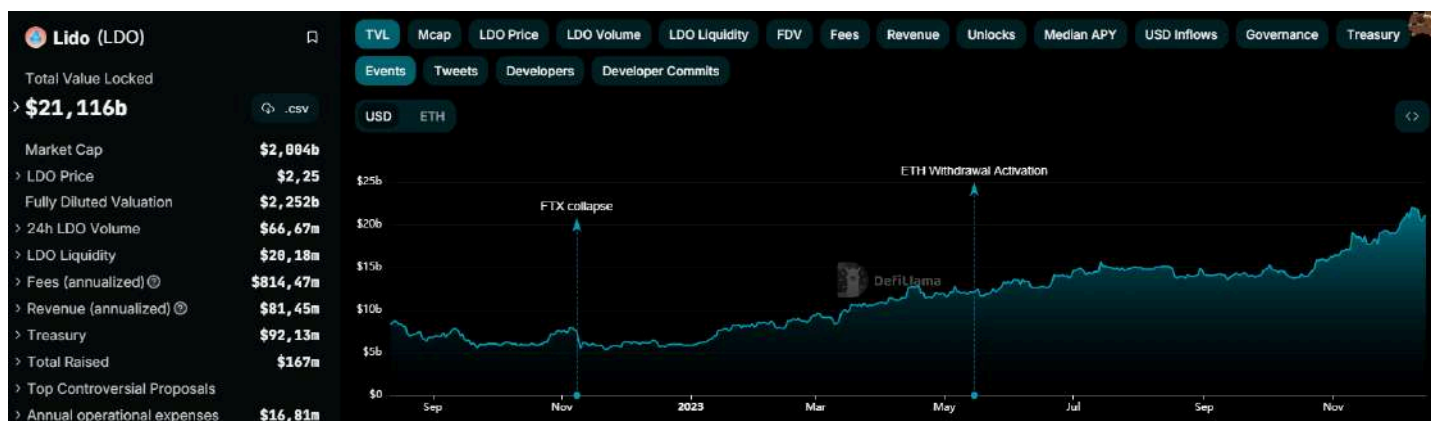 Lido (LDO)
Total Value Locked
$21,116b
.csv
Market Cap $2,004b
LDO Price $2,25
Fully Diluted Valuation $2,252b
24h LDO Volume $66,67m
LDO Liquidity $20,18m
Fees (annualized) $814,47m
Revenue (annualized) $81,45m
Treasury $92,13m
Total Raised $167m
Top Controversial Proposals
Annual operational expenses $16,81m
TVL Mcap LDO Price LDO Volume LDO Liquidity FDV Fees Revenue Unlocks Median APY USD Inflows Governance Treasury
Events Tweets Developers Developer Commits
USD ETH
ETH Withdrawal Activation
$25b
FTX collapse
$20b
$15b
DefiLlama
$10b
$5b
$0
Sep Nov 2023 Mar May Jul Sep Nov